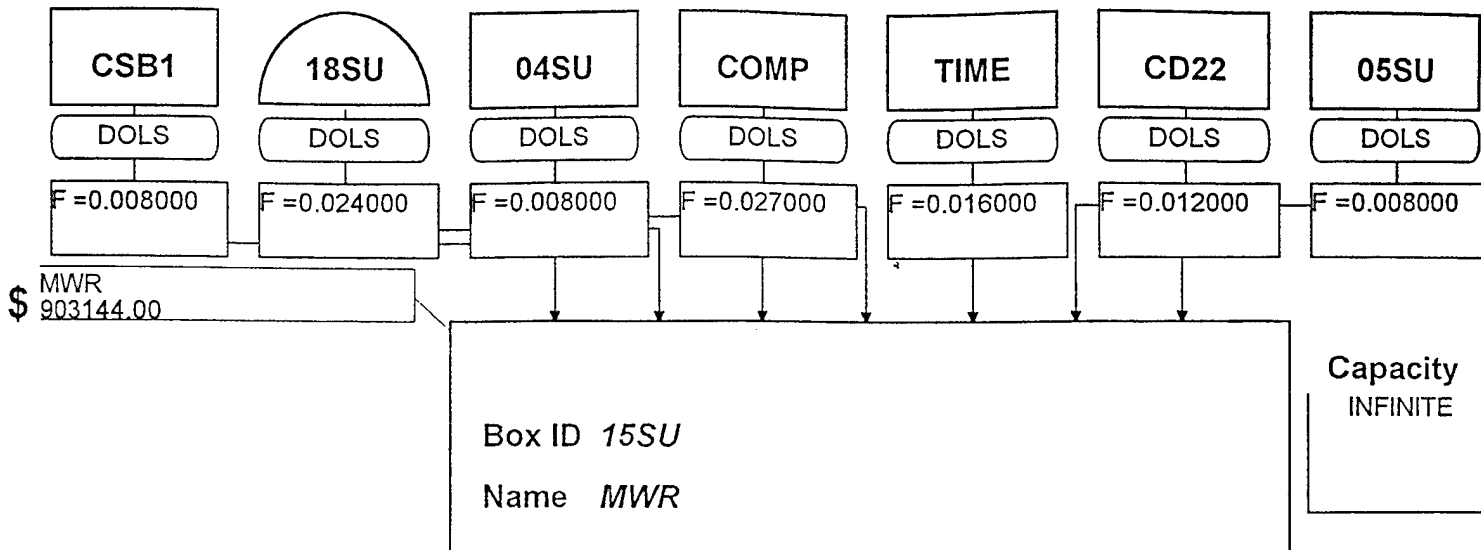 CSB1 18SU 04SU COMP TIME CD22 05SU
DOLS DOLS DOLS DOLS DOLS DOLS DOLS
F =0.008000 F =0.024000 F =0.008000 F =0.027000 F =0.016000 F =0.012000 F =0.008000
MWR
$ 903144.00
Capacity
INFINITE
Box ID 15SU
Name MWR